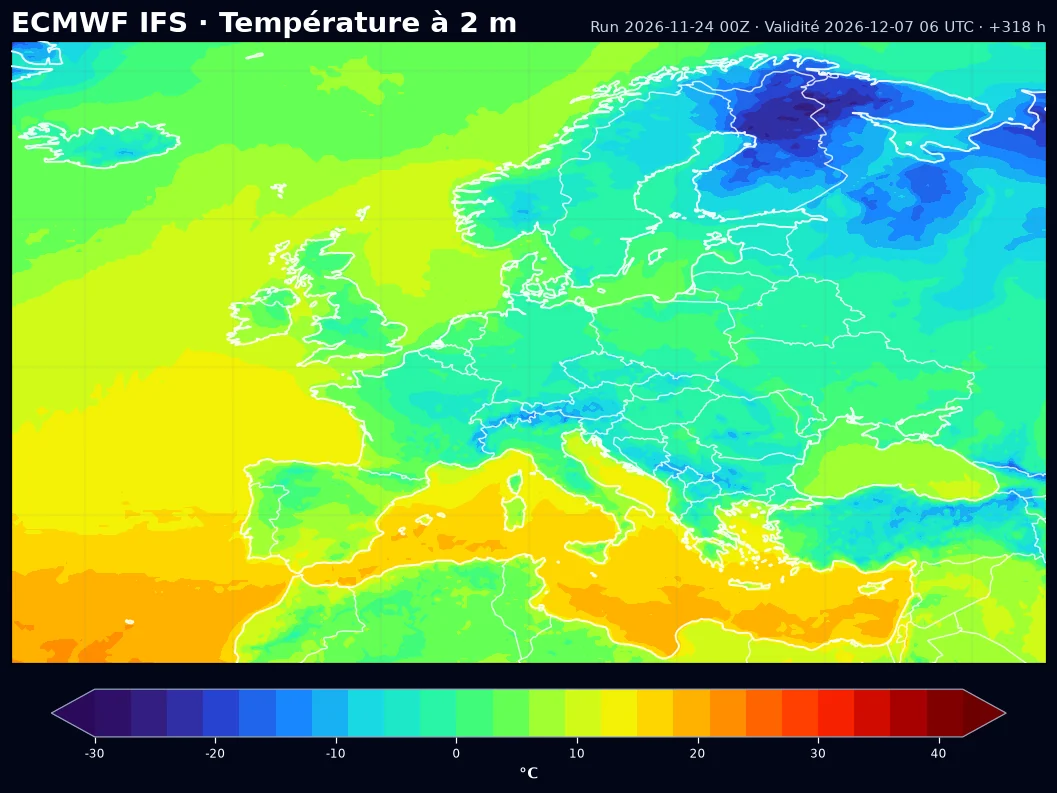 ECMWF IFS · Température à 2 m
Run 2026-11-24 00Z · Validité 2026-12-07 06 UTC · +318 h
-30 -20 -10 0 10 20 30 40
°C